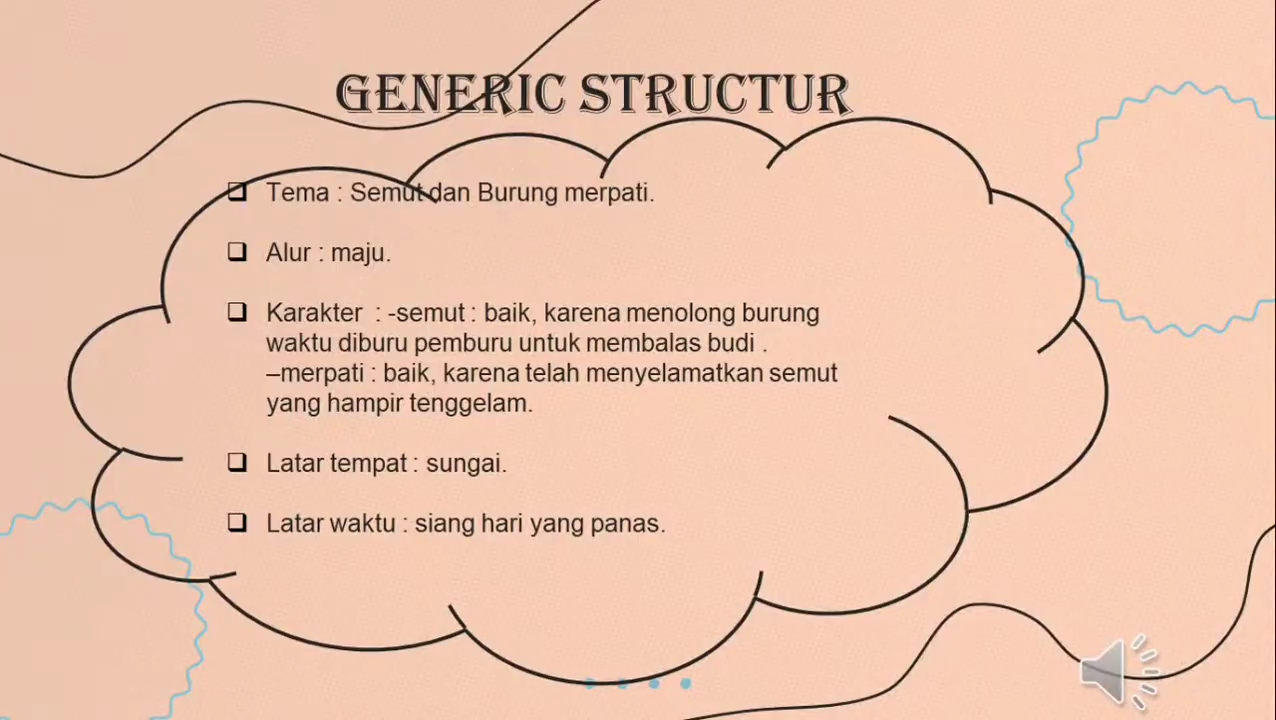 GENERIC STRUCTUR
Tema : Semut dan Burung merpati.
Alur : maju.
Karakter : -semut : baik, karena menolong burung
waktu diburu pemburu untuk membalas budi .
–merpati : baik, karena telah menyelamatkan semut
yang hampir tenggelam.
Latar tempat : sungai.
Latar waktu : siang hari yang panas.